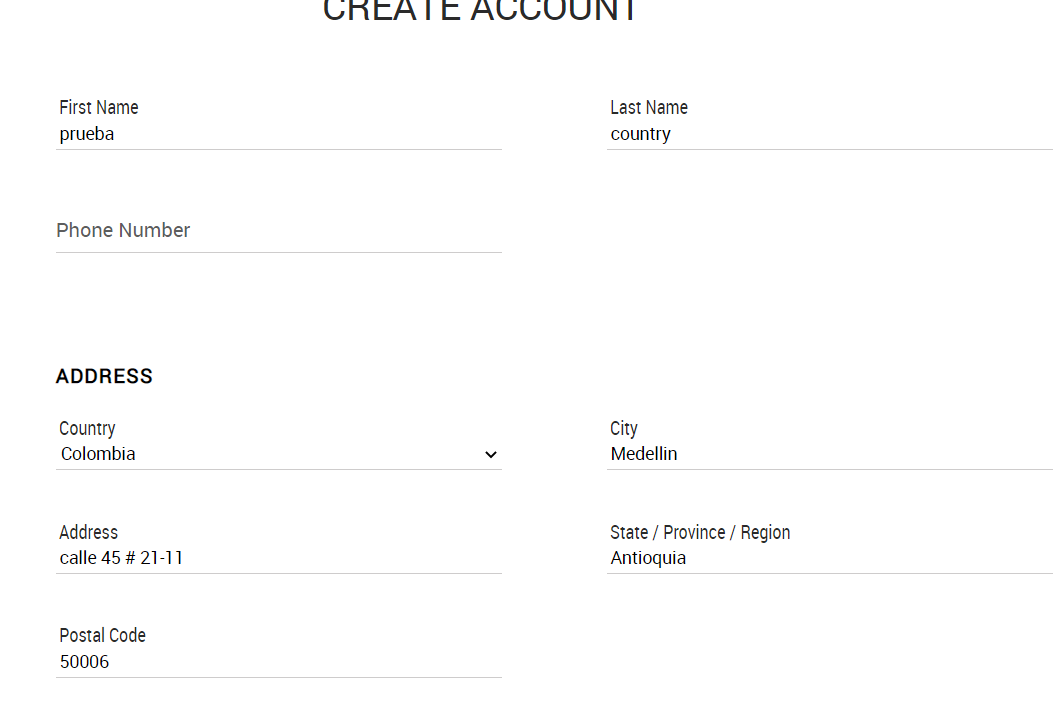 CREATE ACCOUNT
First Name
prueba
Last Name
country
Phone Number
ADDRESS
Country
Colombia
City
Medellin
Address
calle 45 # 21-11
State / Province / Region
Antioquia
Postal Code
50006